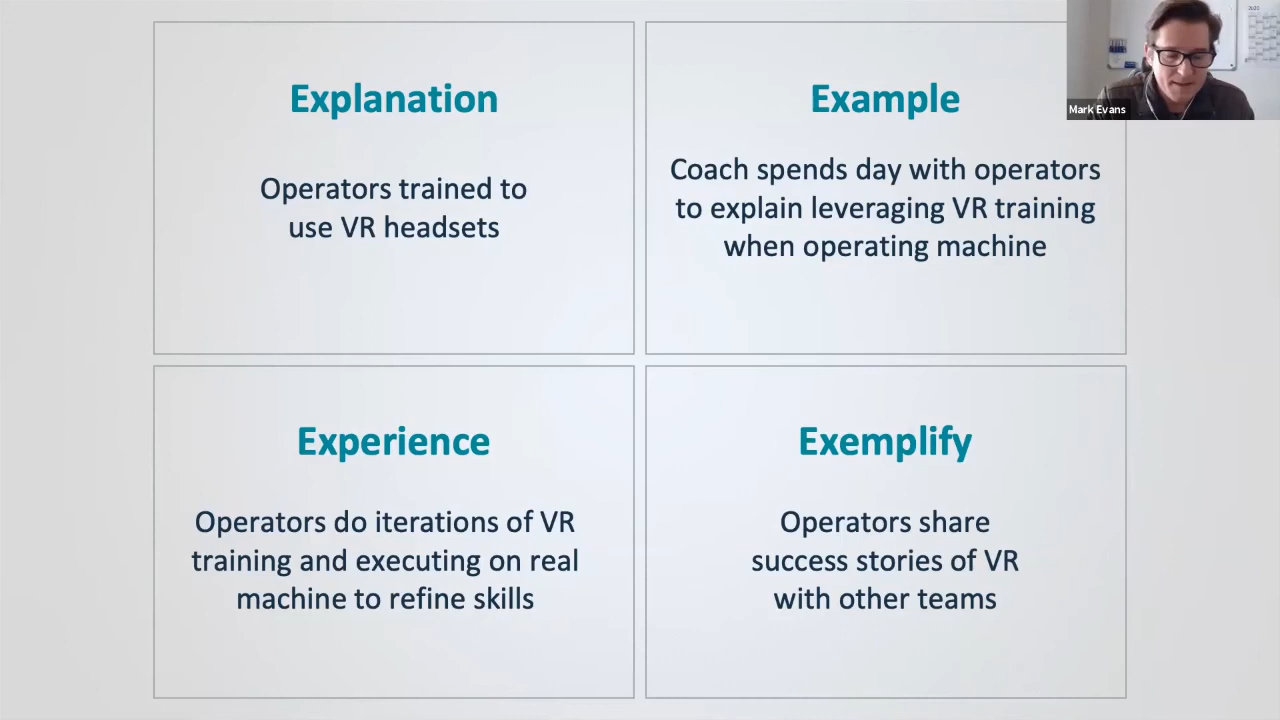 Explanation
Operators trained to
use VR headsets
Example
Coach spends day with operators
to explain leveraging VR training
when operating machine
Mark Evans
Experience
Operators do iterations of VR
training and executing on real
machine to refine skills
Exemplify
Operators share
success stories of VR
with other teams